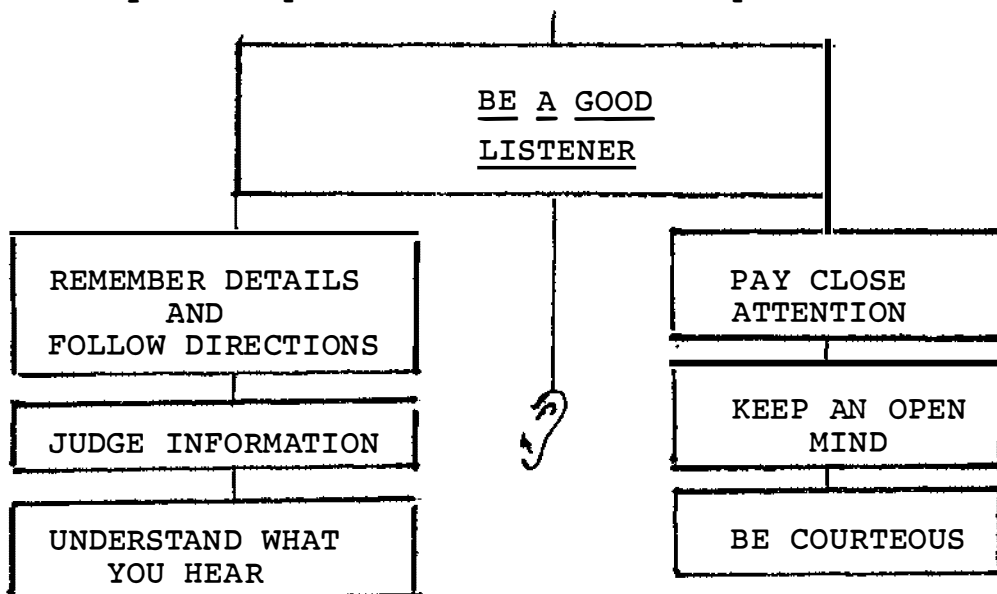 BE A GOOD
LISTENER
REMEMBER DETAILS
AND
FOLLOW DIRECTIONS
JUDGE INFORMATION
UNDERSTAND WHAT
YOU HEAR
PAY CLOSE
ATTENTION
KEEP AN OPEN
MIND
BE COURTEOUS